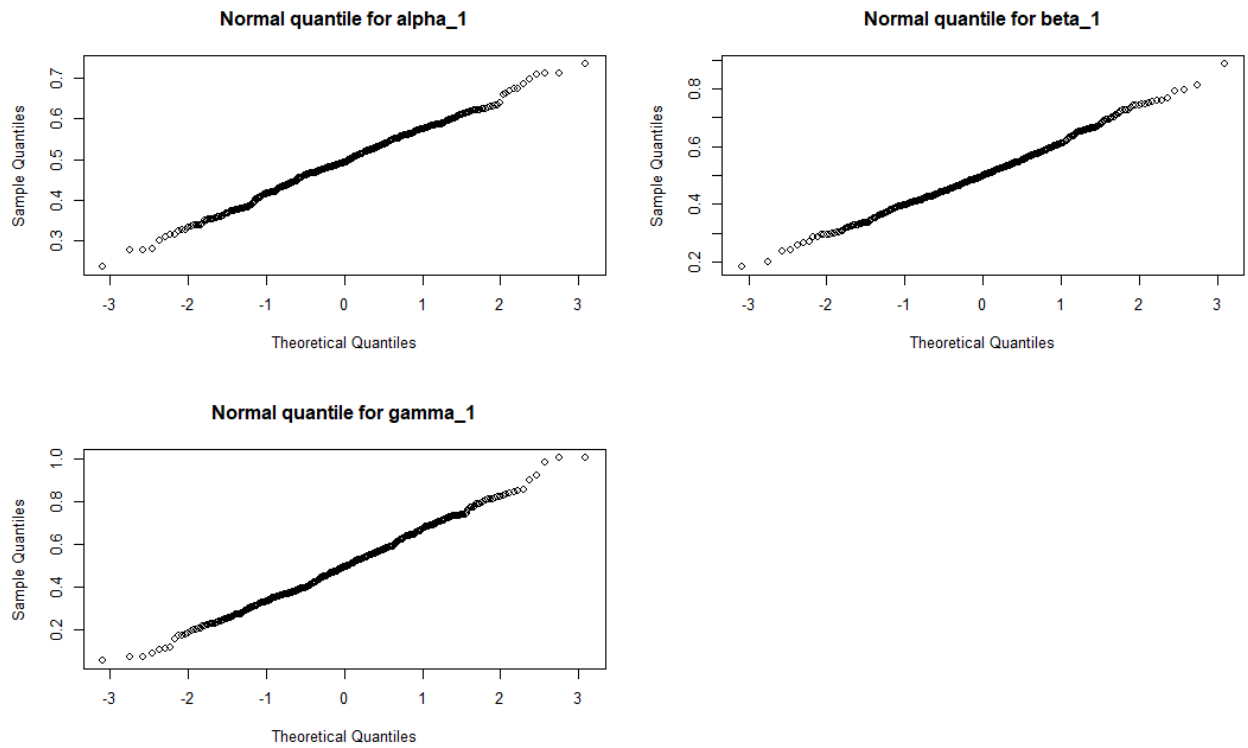 Normal quantile for alpha_1
Sample Quantiles
0.3 0.4 0.5 0.6 0.7
-3 -2 -1 0 1 2 3
Theoretical Quantiles
Normal quantile for beta_1
Sample Quantiles
0.2 0.4 0.6 0.8
-3 -2 -1 0 1 2 3
Theoretical Quantiles
Normal quantile for gamma_1
Sample Quantiles
0.2 0.4 0.6 0.8 1.0
-3 -2 -1 0 1 2 3
Theoretical Quantiles